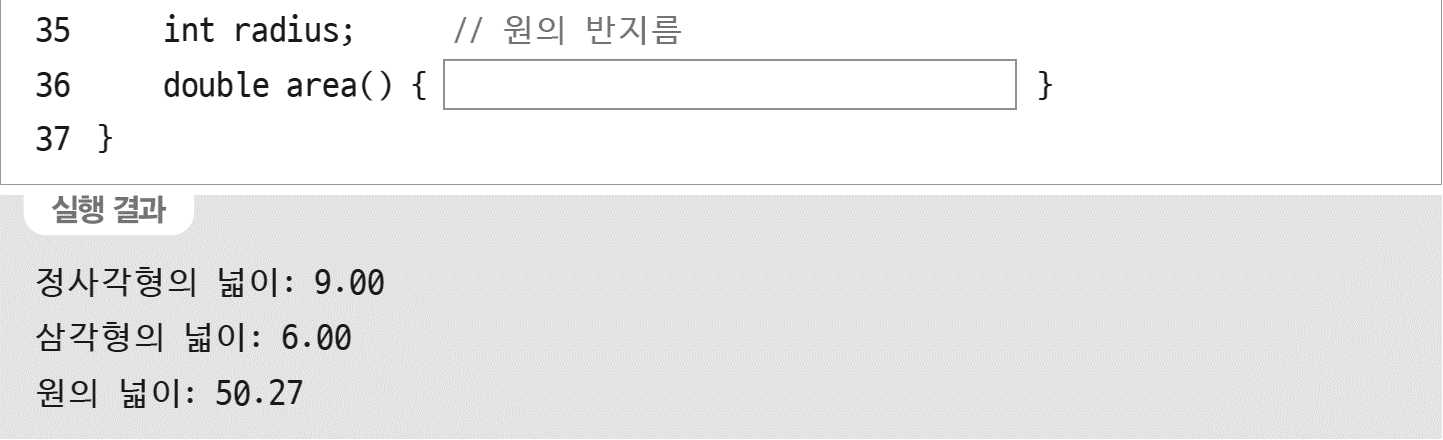 35 int radius; // 원의 반지름
36 double area() { }
37 }
실행 결과
정사각형의 넓이: 9.00
삼각형의 넓이: 6.00
원의 넓이: 50.27